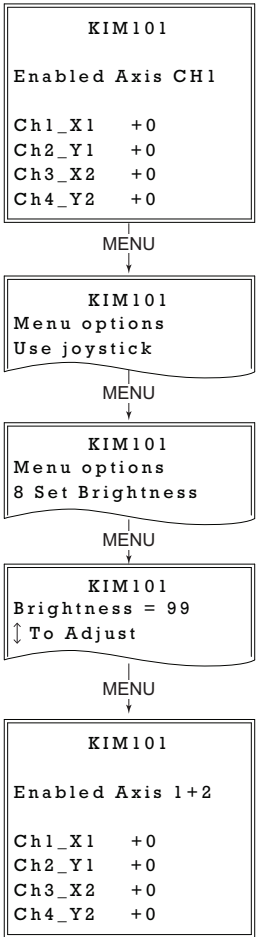 KIM101
Enabled Axis CH1
Ch1_X1 +0
Ch2_Y1 +0
Ch3_X2 +0
Ch4_Y2 +0
MENU
KIM101
Menu options
Use joystick
MENU
KIM101
Menu options
8 Set Brightness
MENU
KIM101
Brightness = 99
↕ To Adjust
MENU
KIM101
Enabled Axis 1+2
Ch1_X1 +0
Ch2_Y1 +0
Ch3_X2 +0
Ch4_Y2 +0